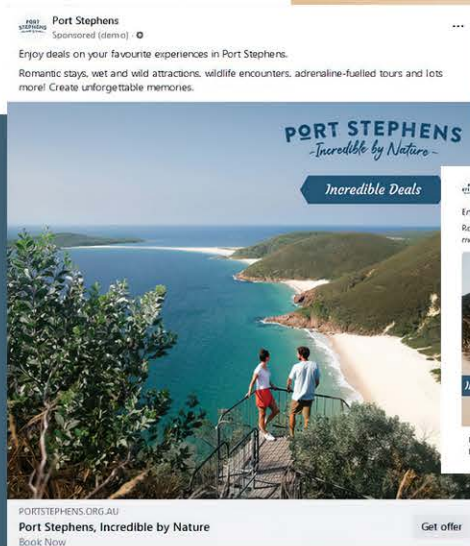 PORT
STEPHENS
Port Stephens
Sponsored (demo) ·
Enjoy deals on your favourite experiences in Port Stephens.
Romantic stays, wet and wild attractions, wildlife encounters, adrenaline-fuelled tours and lots
more! Create unforgettable memories.
PORT STEPHENS
- Incredible by Nature -
Incredible Deals
PORTSTEPHENS.ORG.AU
Port Stephens, Incredible by Nature
Book Now
Get offer